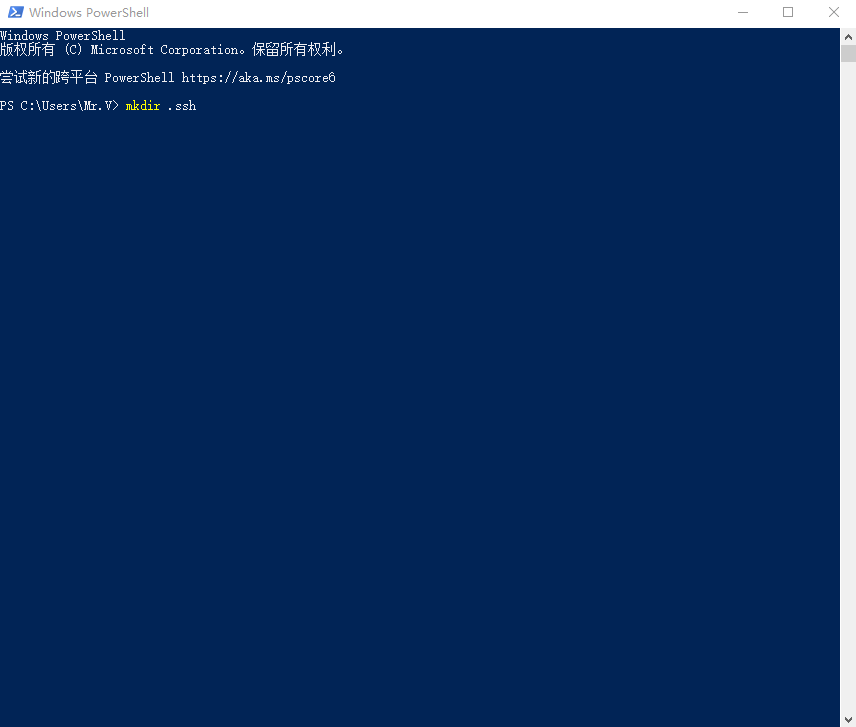 Windows PowerShell
Windows PowerShell
版权所有 (C) Microsoft Corporation。保留所有权利。
尝试新的跨平台 PowerShell https://aka.ms/pscore6
PS C:\Users\Mr.V> mkdir .ssh